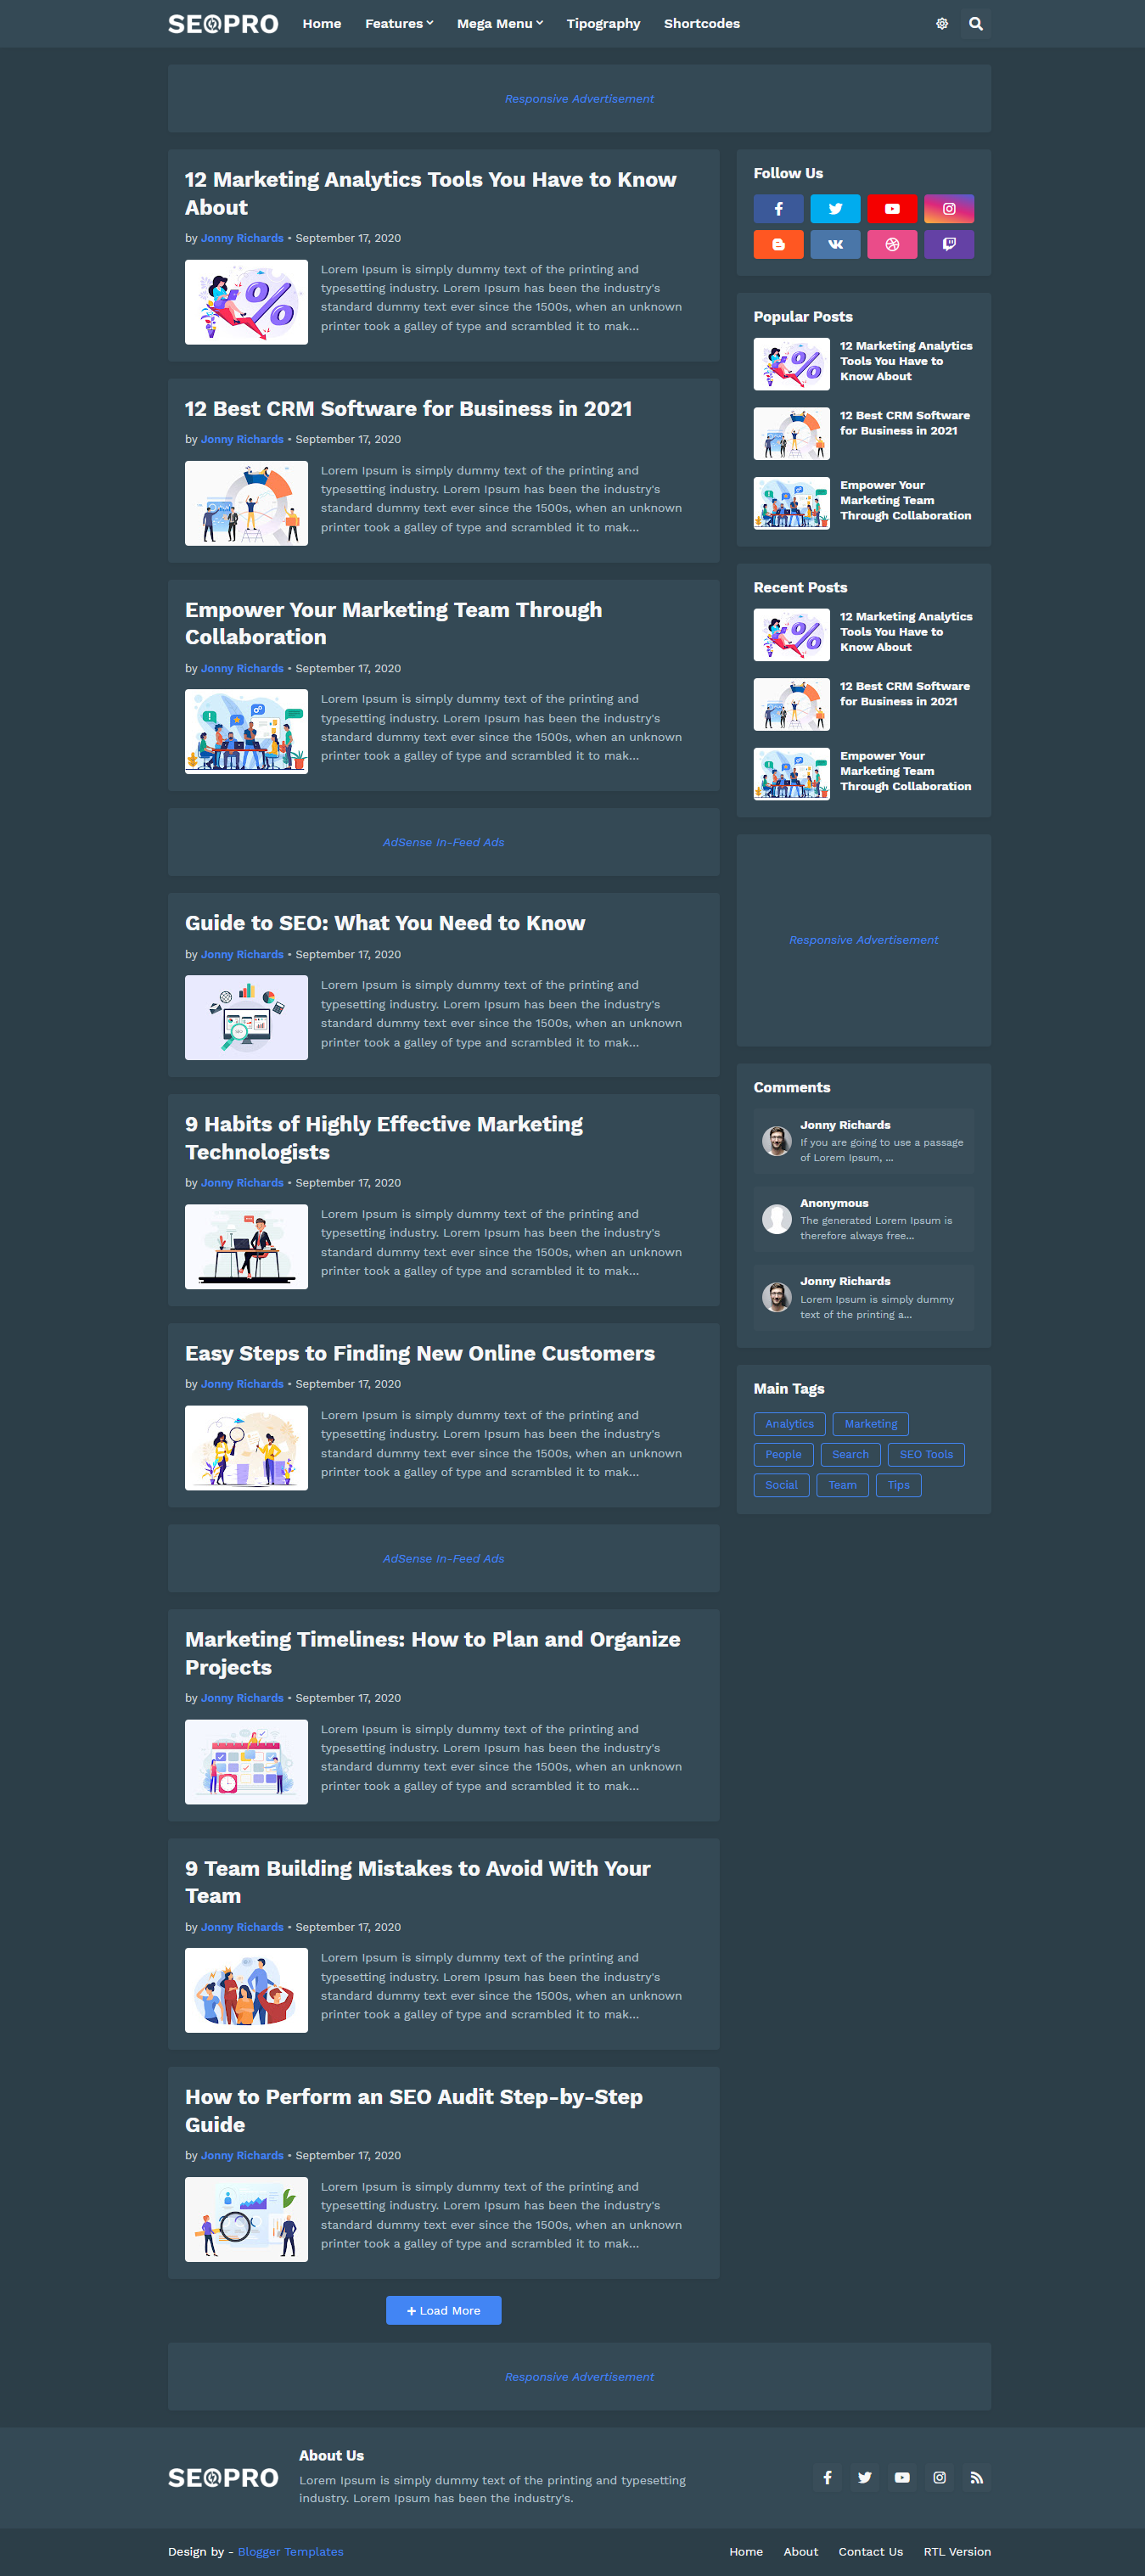 SEOPRO
Home
Features
Mega Menu
Tipography
Shortcodes
Responsive Advertisement
12 Marketing Analytics Tools You Have to Know
About
by Jonny Richards • September 17, 2020
Lorem Ipsum is simply dummy text of the printing and
typesetting industry. Lorem Ipsum has been the industry's
standard dummy text ever since the 1500s, when an unknown
printer took a galley of type and scrambled it to mak...
12 Best CRM Software for Business in 2021
by Jonny Richards • September 17, 2020
Lorem Ipsum is simply dummy text of the printing and
typesetting industry. Lorem Ipsum has been the industry's
standard dummy text ever since the 1500s, when an unknown
printer took a galley of type and scrambled it to mak...
Empower Your Marketing Team Through
Collaboration
by Jonny Richards • September 17, 2020
Lorem Ipsum is simply dummy text of the printing and
typesetting industry. Lorem Ipsum has been the industry's
standard dummy text ever since the 1500s, when an unknown
printer took a galley of type and scrambled it to mak...
AdSense In-Feed Ads
Guide to SEO: What You Need to Know
by Jonny Richards • September 17, 2020
Lorem Ipsum is simply dummy text of the printing and
typesetting industry. Lorem Ipsum has been the industry's
standard dummy text ever since the 1500s, when an unknown
printer took a galley of type and scrambled it to mak...
9 Habits of Highly Effective Marketing
Technologists
by Jonny Richards • September 17, 2020
Lorem Ipsum is simply dummy text of the printing and
typesetting industry. Lorem Ipsum has been the industry's
standard dummy text ever since the 1500s, when an unknown
printer took a galley of type and scrambled it to mak...
Easy Steps to Finding New Online Customers
by Jonny Richards • September 17, 2020
Lorem Ipsum is simply dummy text of the printing and
typesetting industry. Lorem Ipsum has been the industry's
standard dummy text ever since the 1500s, when an unknown
printer took a galley of type and scrambled it to mak...
AdSense In-Feed Ads
Marketing Timelines: How to Plan and Organize
Projects
by Jonny Richards • September 17, 2020
Lorem Ipsum is simply dummy text of the printing and
typesetting industry. Lorem Ipsum has been the industry's
standard dummy text ever since the 1500s, when an unknown
printer took a galley of type and scrambled it to mak...
9 Team Building Mistakes to Avoid With Your
Team
by Jonny Richards • September 17, 2020
Lorem Ipsum is simply dummy text of the printing and
typesetting industry. Lorem Ipsum has been the industry's
standard dummy text ever since the 1500s, when an unknown
printer took a galley of type and scrambled it to mak...
How to Perform an SEO Audit Step-by-Step
Guide
by Jonny Richards • September 17, 2020
Lorem Ipsum is simply dummy text of the printing and
typesetting industry. Lorem Ipsum has been the industry's
standard dummy text ever since the 1500s, when an unknown
printer took a galley of type and scrambled it to mak...
Load More
Follow Us
Popular Posts
12 Marketing Analytics
Tools You Have to
Know About
12 Best CRM Software
for Business in 2021
Empower Your
Marketing Team
Through Collaboration
Recent Posts
12 Marketing Analytics
Tools You Have to
Know About
12 Best CRM Software
for Business in 2021
Empower Your
Marketing Team
Through Collaboration
Responsive Advertisement
Comments
Jonny Richards
If you are going to use a passage
of Lorem Ipsum, ...
Anonymous
The generated Lorem Ipsum is
therefore always free...
Jonny Richards
Lorem Ipsum is simply dummy
text of the printing a...
Main Tags
Analytics
Marketing
People
Search
SEO Tools
Social
Team
Tips
Responsive Advertisement
SEOPRO
About Us
Lorem Ipsum is simply dummy text of the printing and typesetting
industry. Lorem Ipsum has been the industry's.
Design by - Blogger Templates
Home
About
Contact Us
RTL Version